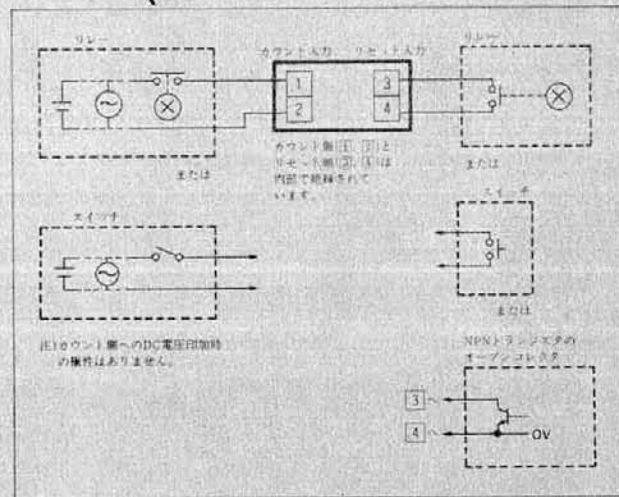 リレー
または
カウント入力 リセット入力
1
2
3
4
カウント側(1、2)と
リセット側(3、4)は
内部で絶縁されて
います。
リレー
または
スイッチ
(注)カウント側へのDC電圧印加時
の極性はありません。
スイッチ
または
NPNトランジスタの
オープンコレクタ
3 へ
4 へ
0V